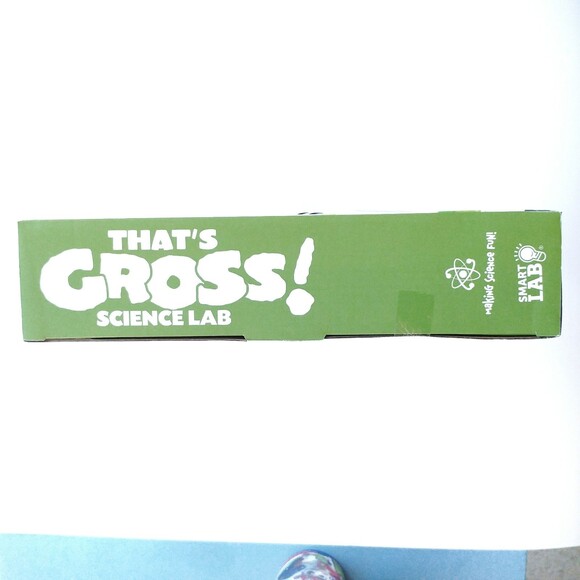 THAT'S
GROSS!
SCIENCE LAB
MAKiNG SCieNCe FUN!
SMART
LAB®